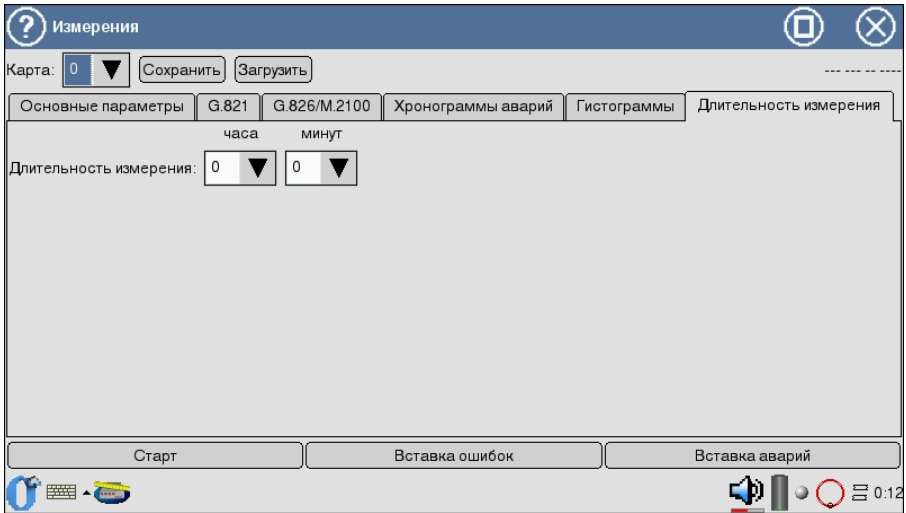 Измерения
Карта: 0 Сохранить Загрузить --- --- -- ----
Основные параметры G.821 G.826/M.2100 Хронограммы аварий Гистограммы Длительность измерения
часа минут
Длительность измерения: 0 0
Старт Вставка ошибок Вставка аварий
0:12